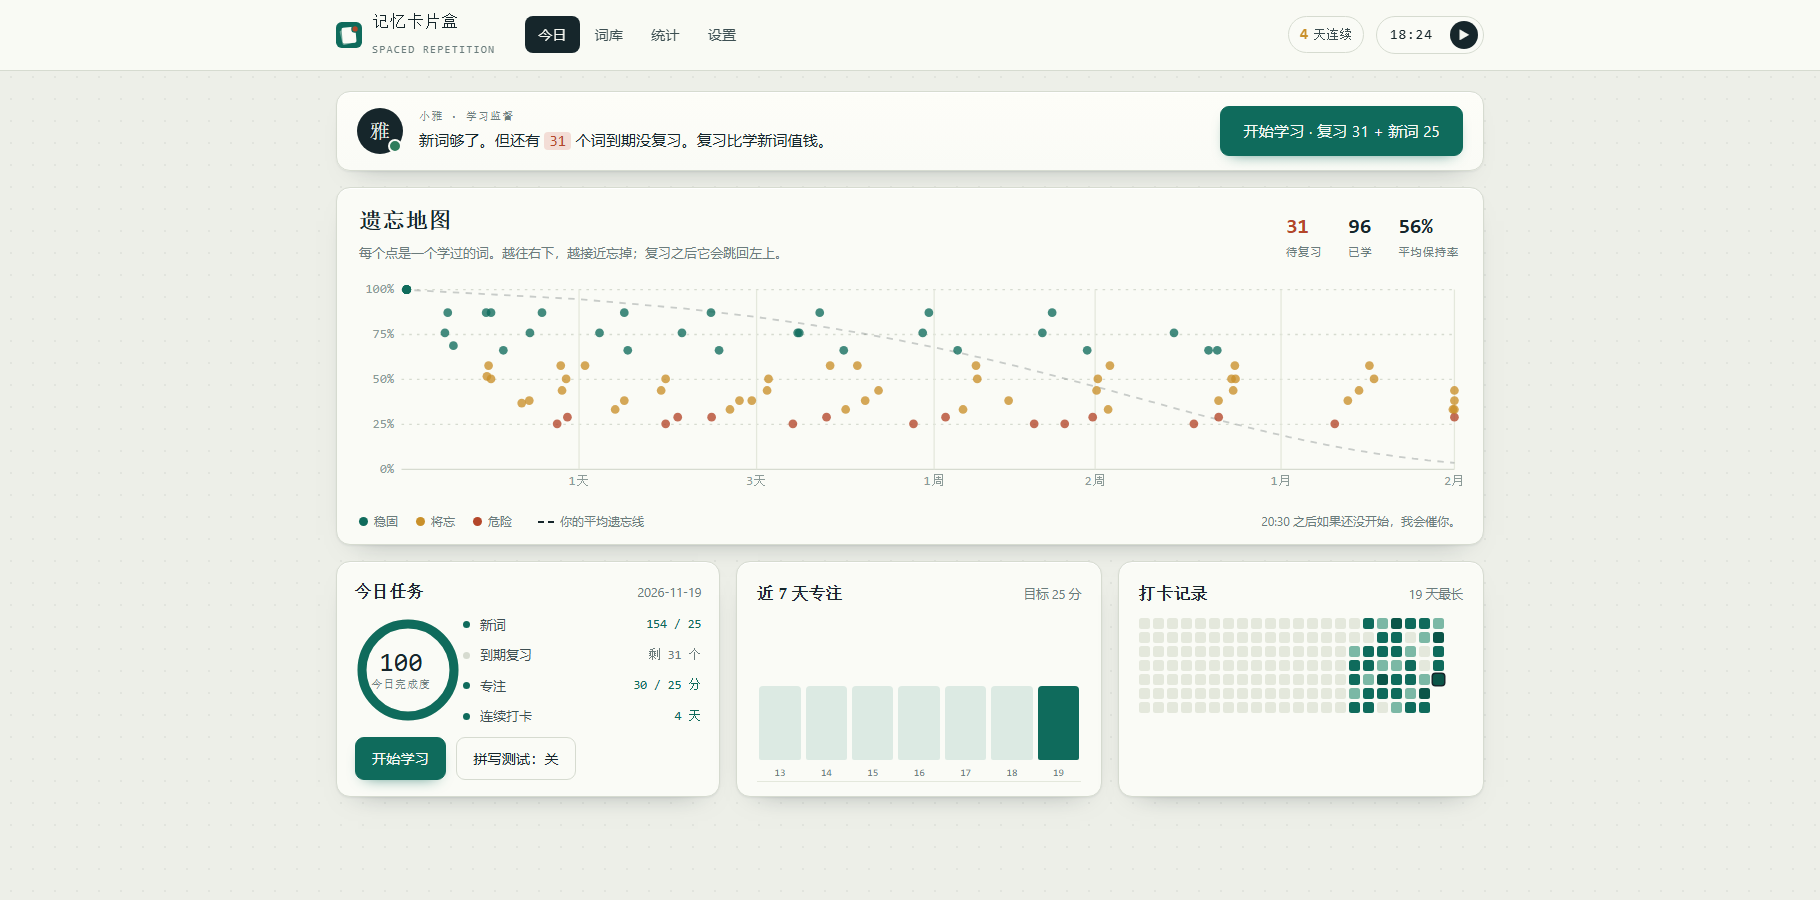 记忆卡片盒
SPACED REPETITION
今日 词库 统计 设置
4 天连续
18:24
雅
小雅 · 学习监督
新词够了。但还有 31 个词到期没复习。复习比学新词值钱。
开始学习 · 复习 31 + 新词 25
遗忘地图
每个点是一个学过的词。越往右下，越接近忘掉；复习之后它会跳回左上。
31 96 56%
待复习 已学 平均保持率
100%
75%
50%
25%
0%
1天 3天 1周 2周 1月 2月
稳固 将忘 危险 你的平均遗忘线
20:30 之后如果还没开始，我会催你。
今日任务 2026-11-19
100
今日完成度
新词 154 / 25
到期复习 剩 31 个
专注 30 / 25 分
连续打卡 4 天
开始学习 拼写测试：关
近 7 天专注 目标 25 分
13 14 15 16 17 18 19
打卡记录 19 天最长